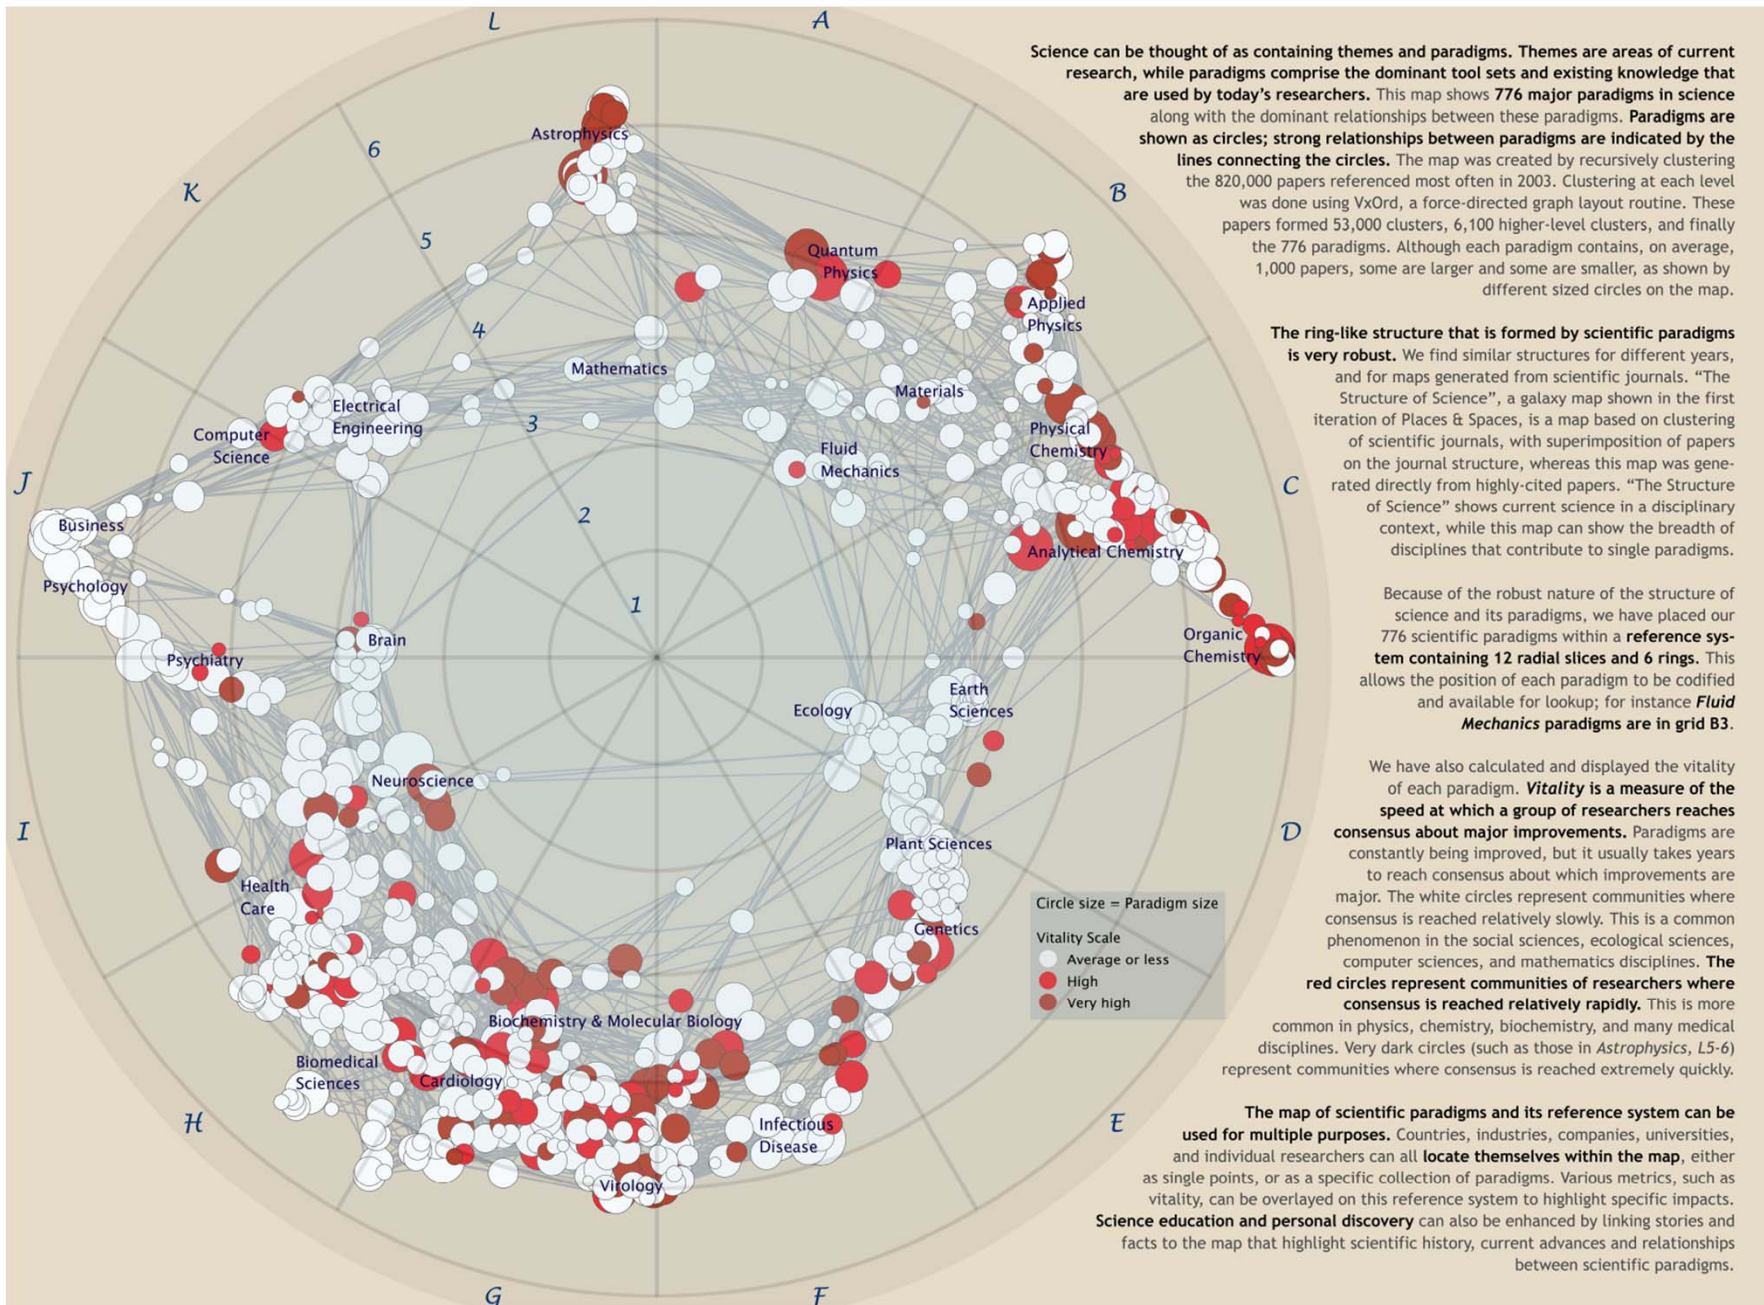 L
A
Science can be thought of as containing themes and paradigms. Themes are areas of current
research, while paradigms comprise the dominant tool sets and existing knowledge that
are used by today's researchers. This map shows 776 major paradigms in science
along with the dominant relationships between these paradigms. Paradigms are
shown as circles; strong relationships between paradigms are indicated by the
lines connecting the circles. The map was created by recursively clustering
the 820,000 papers referenced most often in 2003. Clustering at each level
was done using VxOrd, a force-directed graph layout routine. These
papers formed 53,000 clusters, 6,100 higher-level clusters, and finally
the 776 paradigms. Although each paradigm contains, on average,
1,000 papers, some are larger and some are smaller, as shown by
different sized circles on the map.
The ring-like structure that is formed by scientific paradigms
is very robust. We find similar structures for different years,
and for maps generated from scientific journals. “The
Structure of Science”, a galaxy map shown in the first
iteration of Places & Spaces, is a map based on clustering
of scientific journals, with superimposition of papers
on the journal structure, whereas this map was gene-
rated directly from highly-cited papers. “The Structure
of Science” shows current science in a disciplinary
context, while this map can show the breadth of
disciplines that contribute to single paradigms.
Because of the robust nature of the structure of
science and its paradigms, we have placed our
776 scientific paradigms within a reference sys-
tem containing 12 radial slices and 6 rings. This
allows the position of each paradigm to be codified
and available for lookup; for instance Fluid
Mechanics paradigms are in grid B3.
We have also calculated and displayed the vitality
of each paradigm. Vitality is a measure of the
speed at which a group of researchers reaches
consensus about major improvements. Paradigms are
constantly being improved, but it usually takes years
to reach consensus about which improvements are
major. The white circles represent communities where
consensus is reached relatively slowly. This is a common
phenomenon in the social sciences, ecological sciences,
computer sciences, and mathematics disciplines. The
red circles represent communities of researchers where
consensus is reached relatively rapidly. This is more
common in physics, chemistry, biochemistry, and many medical
disciplines. Very dark circles (such as those in Astrophysics, L5-6)
represent communities where consensus is reached extremely quickly.
The map of scientific paradigms and its reference system can be
used for multiple purposes. Countries, industries, companies, universities,
and individual researchers can all locate themselves within the map, either
as single points, or as a specific collection of paradigms. Various metrics, such as
vitality, can be overlayed on this reference system to highlight specific impacts.
Science education and personal discovery can also be enhanced by linking stories and
facts to the map that highlight scientific history, current advances and relationships
between scientific paradigms.
Astrophysics
6
K
B
5
Quantum
Physics
Applied
Physics
4
Mathematics
Materials
Electrical
Engineering
3
Computer
Science
Physical
Chemistry
Fluid
Mechanics
J
C
2
Business
Analytical Chemistry
Psychology
1
Brain
Organic
Chemistry
Psychiatry
Earth
Sciences
Ecology
Neuroscience
I
D
Plant Sciences
Health
Care
Genetics
Circle size = Paradigm size
Vitality Scale
Average or less
High
Very high
Biochemistry & Molecular Biology
Biomedical
Sciences
Cardiology
H
E
Infectious
Disease
Virology
G
F